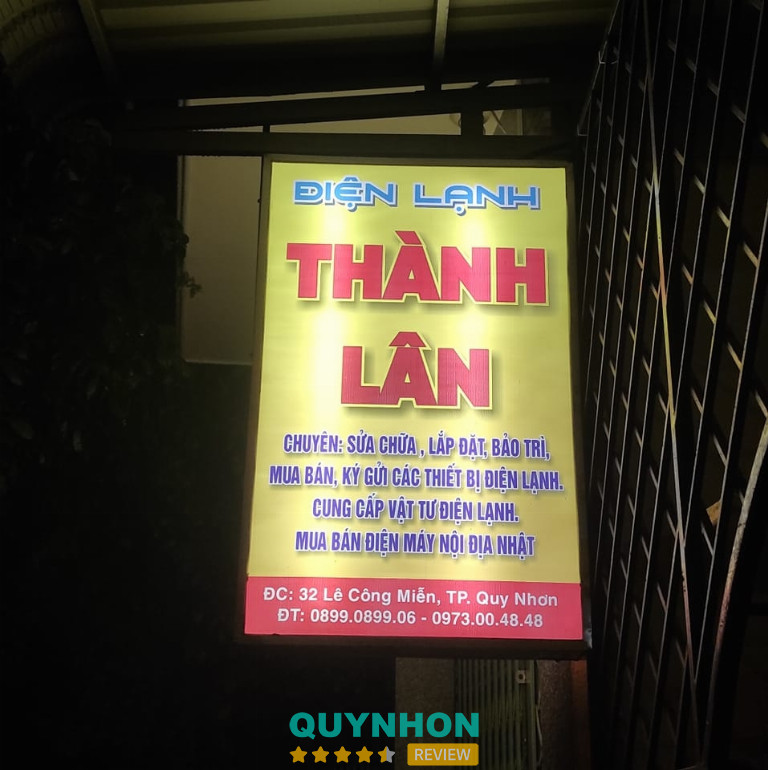 ĐIỆN LẠNH
THÀNH
LÂN
CHUYÊN: SỬA CHỮA , LẮP ĐẶT, BẢO TRÌ,
MUA BÁN, KÝ GỬI CÁC THIẾT BỊ ĐIỆN LẠNH.
CUNG CẤP VẬT TƯ ĐIỆN LẠNH.
MUA BÁN ĐIỆN MÁY NỘI ĐỊA NHẬT
ĐC: 32 Lê Công Miễn, TP. Quy Nhơn
ĐT: 0899.0899.06 - 0973.00.48.48
QUYNHON
REVIEW